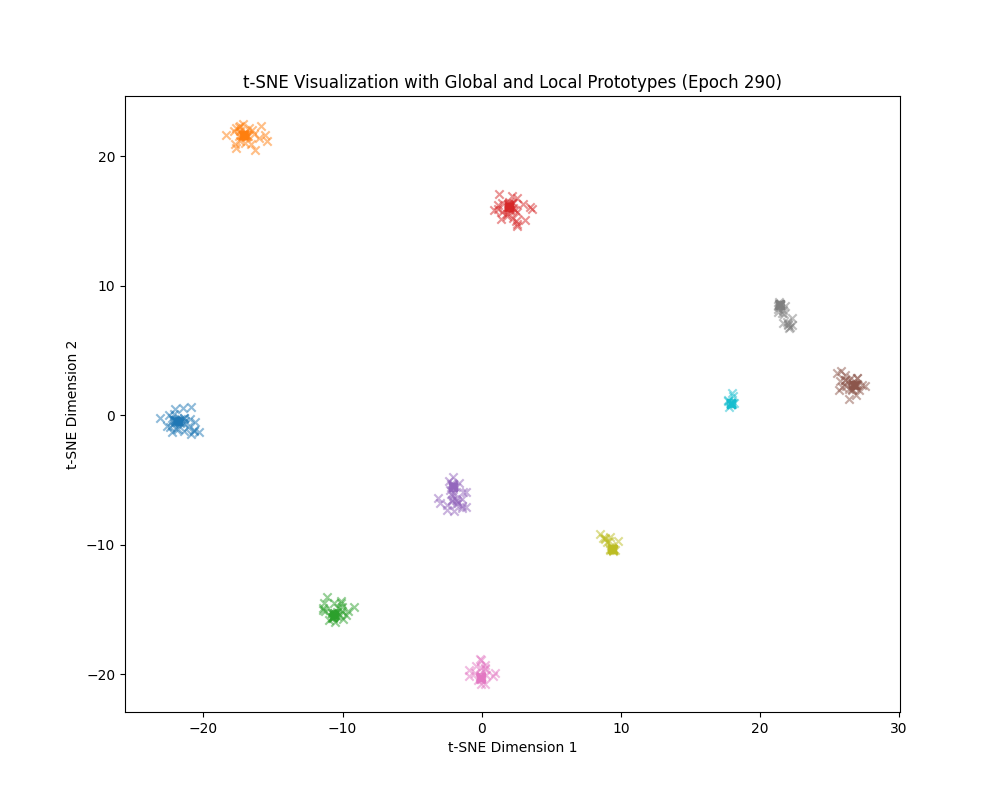 t-SNE Visualization with Global and Local Prototypes (Epoch 290)
20
10
0
−10
−20
t-SNE Dimension 2
−20 −10 0 10 20 30
t-SNE Dimension 1